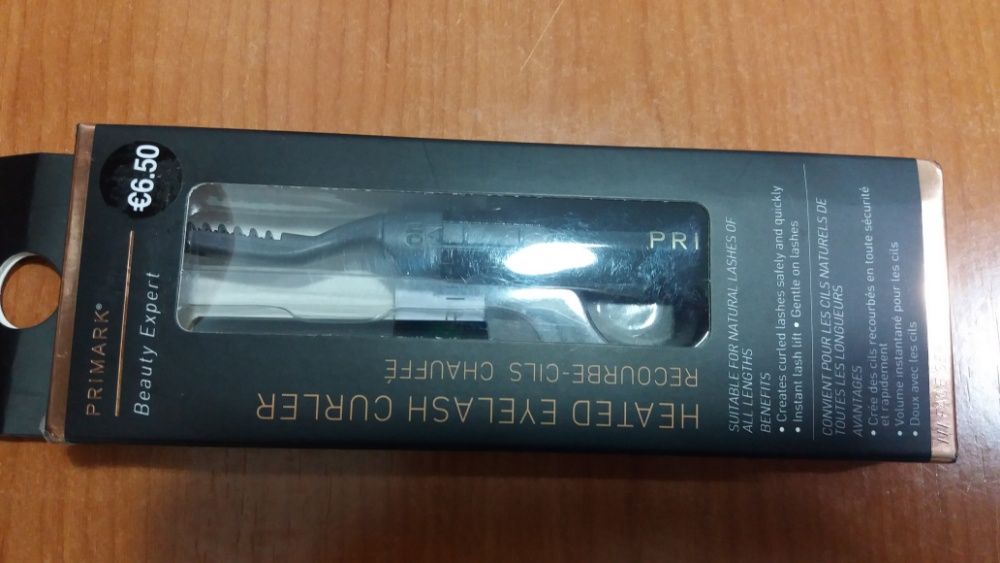 PRIMARK®
Beauty Expert
€6.50
ON
PRI
HEATED EYELASH CURLER
RECOURBE-CILS CHAUFFÉ
SUITABLE FOR NATURAL LASHES OF
ALL LENGTHS
BENEFITS
• Creates curled lashes safely and quickly
• Instant lash lift • Gentle on lashes
CONVIENT POUR LES CILS NATURELS DE
TOUTES LES LONGUEURS
AVANTAGES
• Crée des cils recourbés en toute sécurité
et rapidement
• Volume instantané pour les cils
• Doux avec les cils